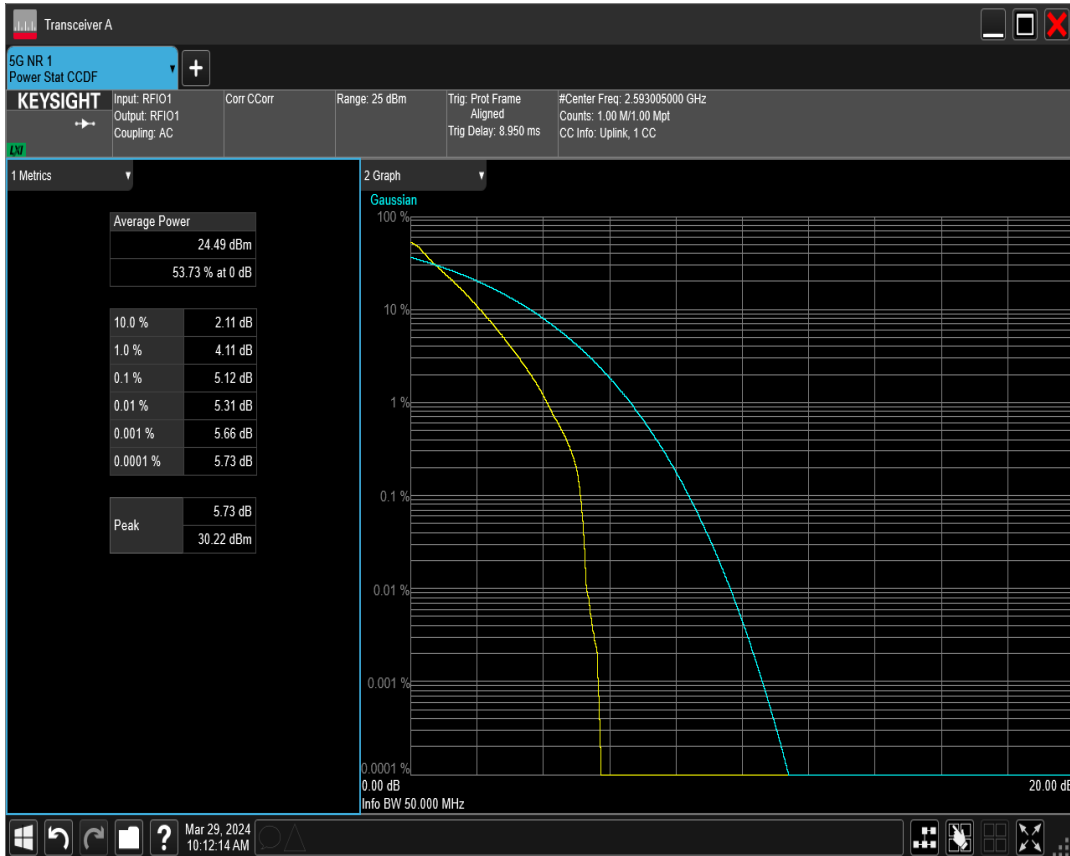 Transceiver A
5G NR 1
Power Stat CCDF
KEYSIGHT
LXI
Input: RFIO1
Output: RFIO1
Coupling: AC
Corr CCorr
Range: 25 dBm
Trig: Prot Frame
Aligned
Trig Delay: 8.950 ms
#Center Freq: 2.593005000 GHz
Counts: 1.00 M/1.00 Mpt
CC Info: Uplink, 1 CC
1 Metrics
Average Power
24.49 dBm
53.73 % at 0 dB
10.0 % 2.11 dB
1.0 % 4.11 dB
0.1 % 5.12 dB
0.01 % 5.31 dB
0.001 % 5.66 dB
0.0001 % 5.73 dB
Peak 5.73 dB
30.22 dBm
2 Graph
Gaussian
100 %
10 %
1 %
0.1 %
0.01 %
0.001 %
0.0001 %
0.00 dB 20.00 dB
Info BW 50.000 MHz
? Mar 29, 2024
10:12:14 AM